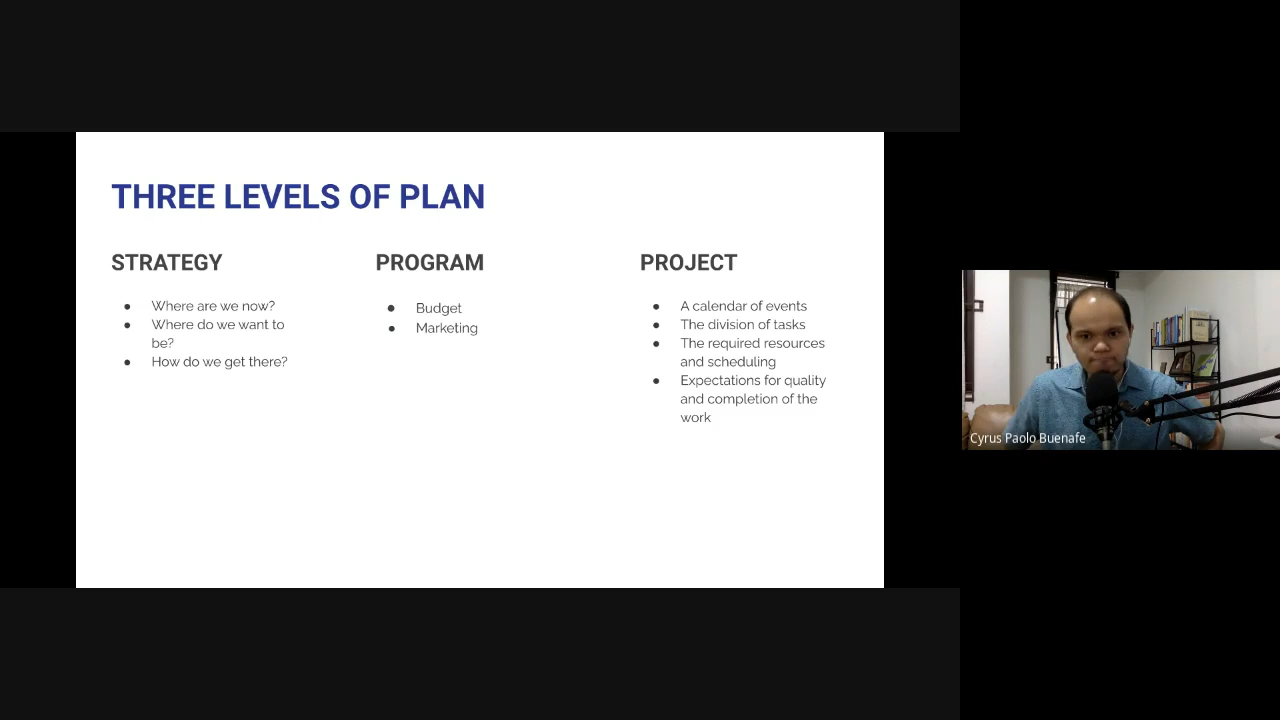 THREE LEVELS OF PLAN
STRATEGY
● Where are we now?
● Where do we want to
be?
● How do we get there?
PROGRAM
● Budget
● Marketing
PROJECT
● A calendar of events
● The division of tasks
● The required resources
and scheduling
● Expectations for quality
and completion of the
work
Cyrus Paolo Buenafe